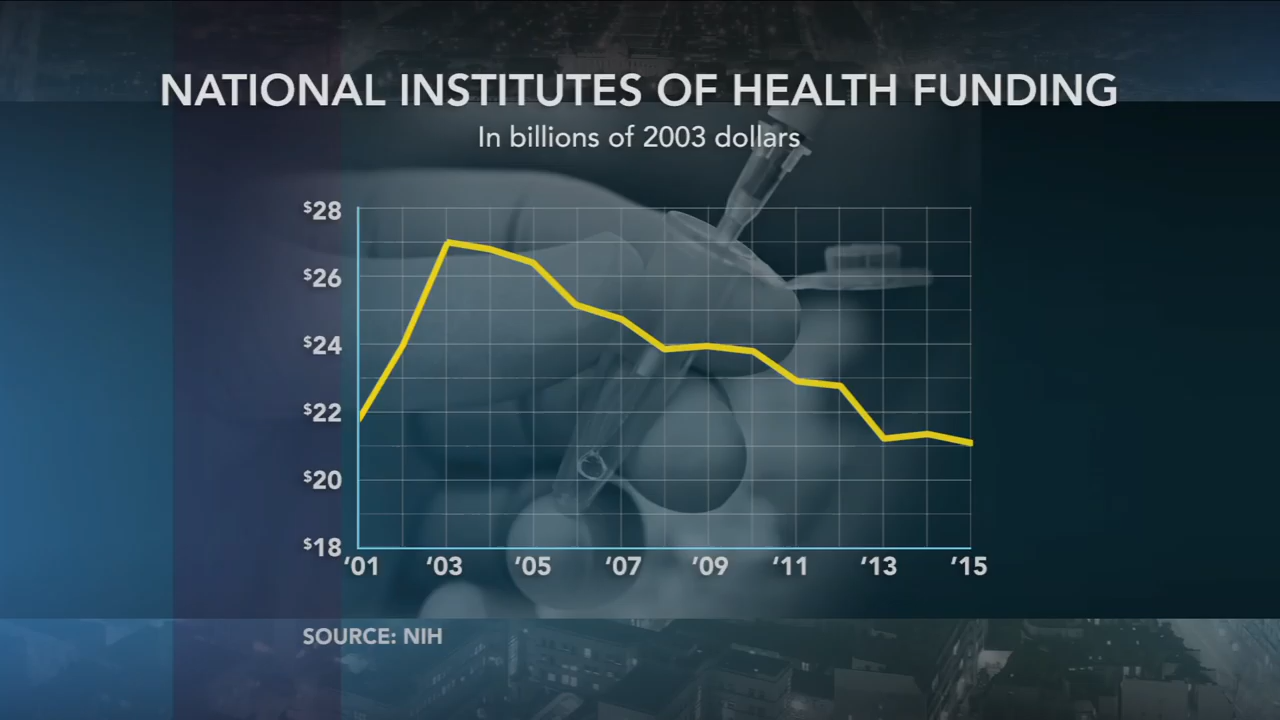 NATIONAL INSTITUTES OF HEALTH FUNDING
In billions of 2003 dollars
$28
$26
$24
$22
$20
$18
‘01 ‘03 ‘05 ‘07 ‘09 ‘11 ‘13 ‘15
SOURCE: NIH